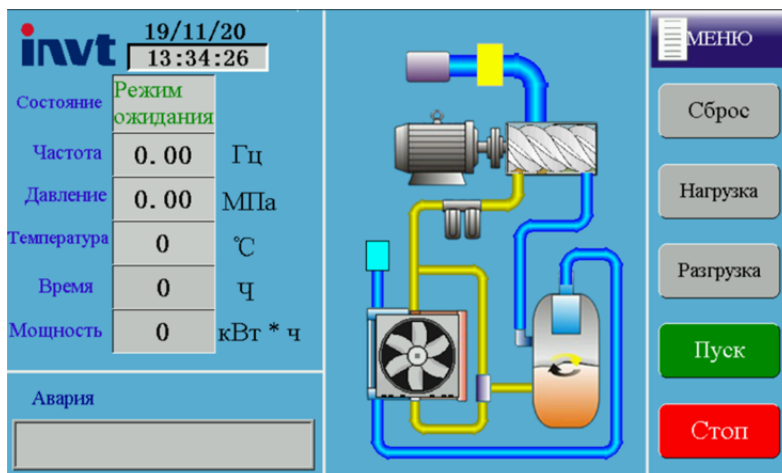 invt
19/11/20
13:34:26
Состояние Режим ожидания
Частота 0.00 Гц
Давление 0.00 МПа
Температура 0 °C
Время 0 Ч
Мощность 0 кВт * ч
Авария
МЕНЮ
Сброс
Нагрузка
Разгрузка
Пуск
Стоп